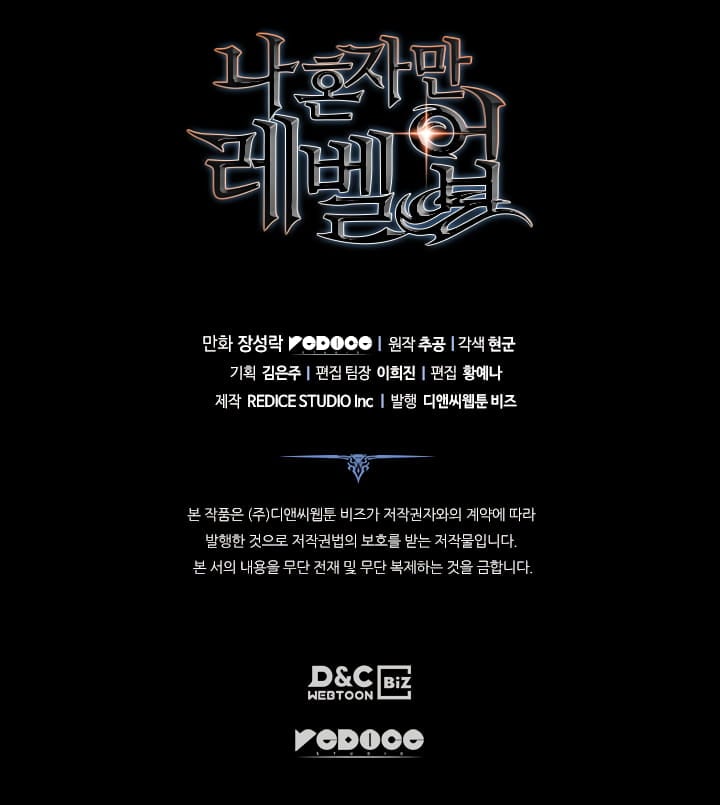 나 혼자만
레벨업
만화 장성락 REDICE STUDIO | 원작 추공 | 각색 현군
기획 김은주 | 편집 팀장 이희진 | 편집 황예나
제작 REDICE STUDIO Inc | 발행 디앤씨웹툰 비즈
본 작품은 (주)디앤씨웹툰 비즈가 저작권자와의 계약에 따라
발행한 것으로 저작권법의 보호를 받는 저작물입니다.
본 서의 내용을 무단 전재 및 무단 복제하는 것을 금합니다.
D&C
WEBTOON BiZ
REDICE
STUDIO